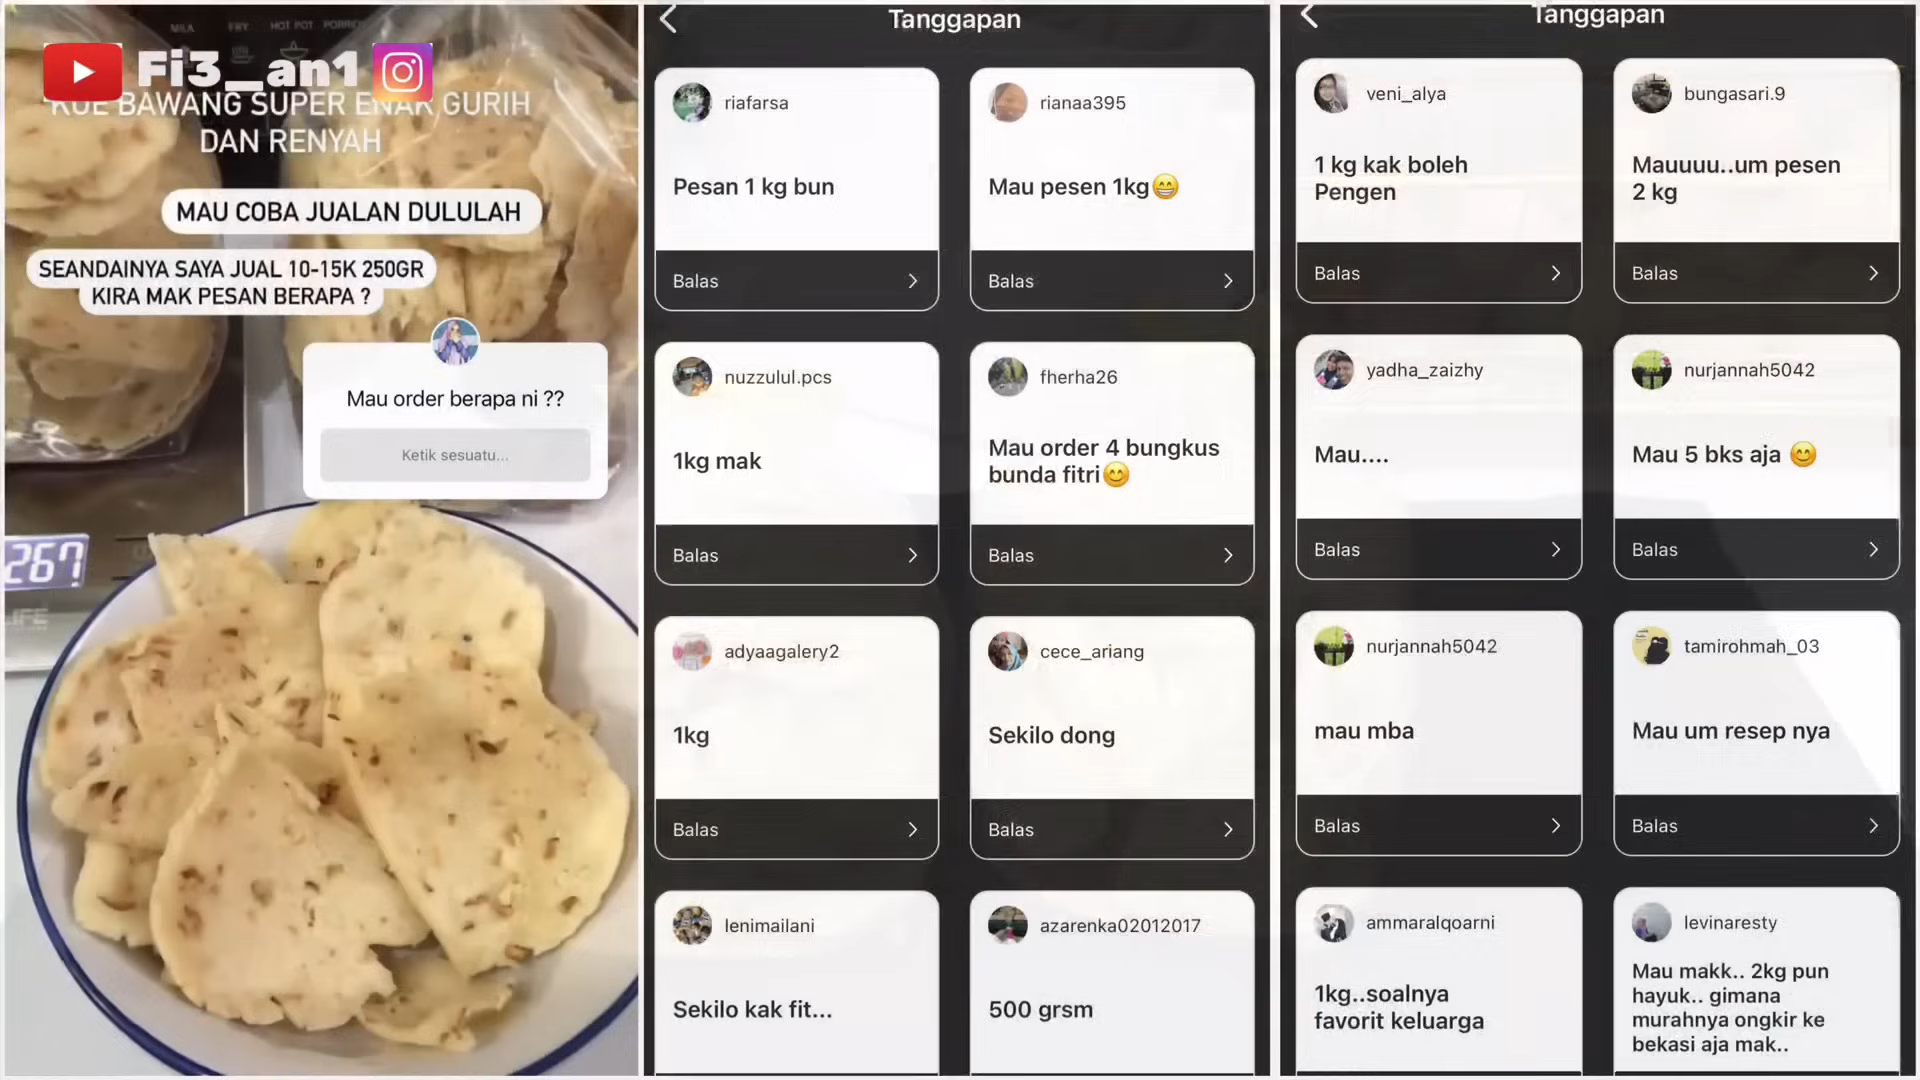 MILA FRY HOT POT
Fi3_an1
KUE BAWANG SUPER ENAK GURIH
DAN RENYAH
MAU COBA JUALAN DULULAH
SEANDAINYA SAYA JUAL 10-15K 250GR
KIRA MAK PESAN BERAPA ?
Mau order berapa ni ??
Ketik sesuatu...
267
Tanggapan
riafarsa
Pesan 1 kg bun
Balas
rianaa395
Mau pesen 1kg😁
Balas
nuzzulul.pcs
1kg mak
Balas
fherha26
Mau order 4 bungkus
bunda fitri😊
Balas
adyaagalery2
1kg
Balas
cece_ariang
Sekilo dong
Balas
lenimailani
Sekilo kak fit...
azarenka02012017
500 grsm
Tanggapan
veni_alya
1 kg kak boleh
Pengen
Balas
bungasari.9
Mauuuu..um pesen
2 kg
Balas
yadha_zaizhy
Mau....
Balas
nurjannah5042
Mau 5 bks aja 😊
Balas
nurjannah5042
mau mba
Balas
tamirohmah_03
Mau um resep nya
Balas
ammaralqoarni
1kg..soalnya
favorit keluarga
levinaresty
Mau makk.. 2kg pun
hayuk.. gimana
murahnya ongkir ke
bekasi aja mak..